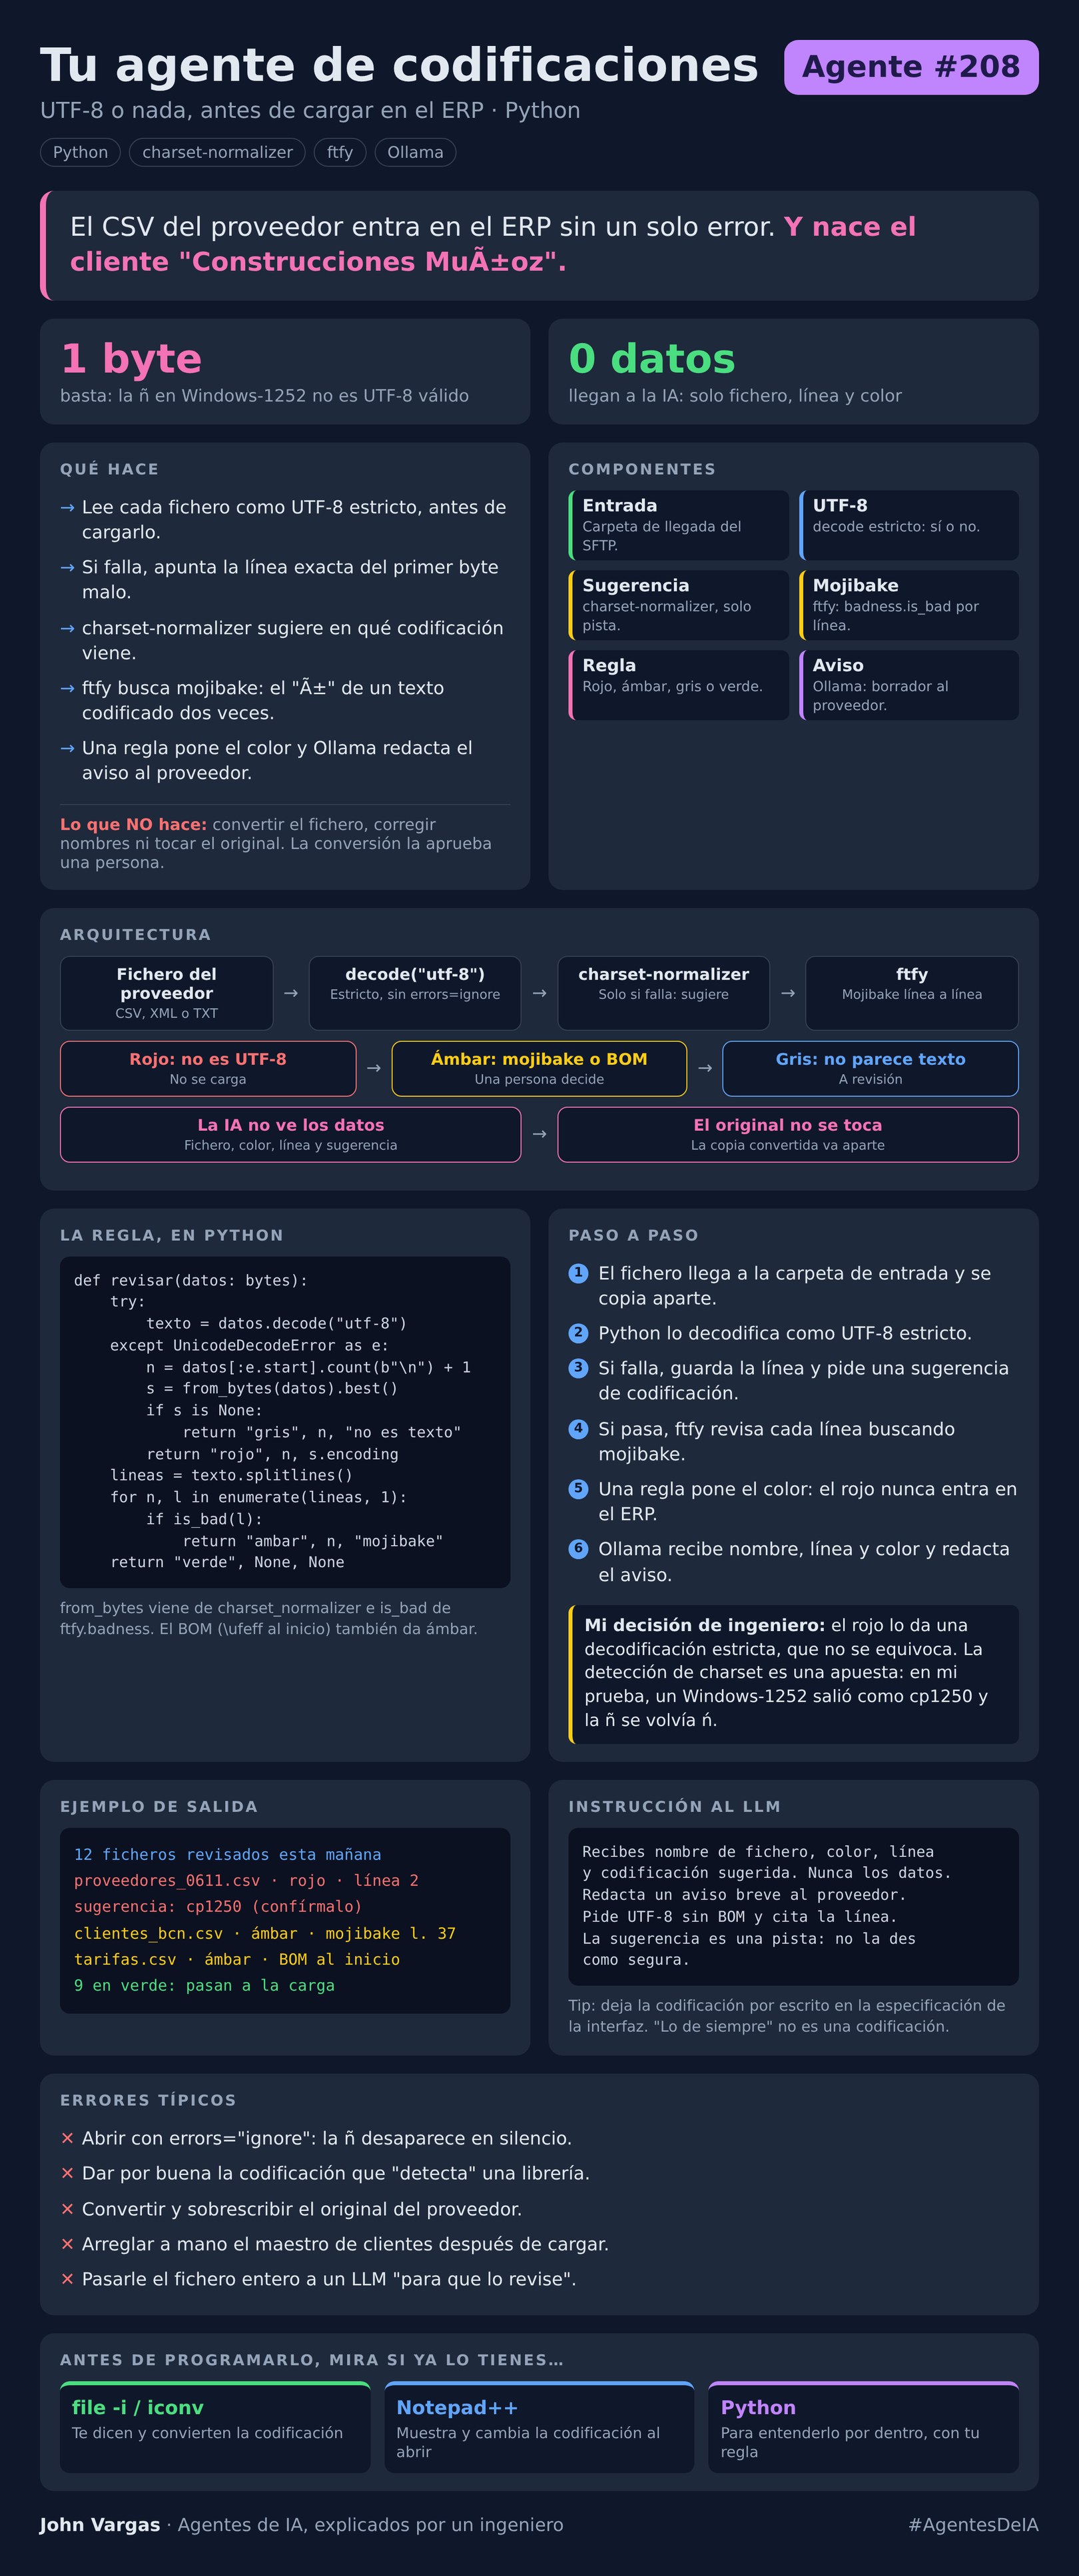 Tu agente de codificaciones
Agente #208
UTF-8 o nada, antes de cargar en el ERP · Python
Python
charset-normalizer
ftfy
Ollama
El CSV del proveedor entra en el ERP sin un solo error. Y nace el
cliente "Construcciones MuÃ±oz".
1 byte
basta: la ñ en Windows-1252 no es UTF-8 válido
0 datos
llegan a la IA: solo fichero, línea y color
QUÉ HACE
→ Lee cada fichero como UTF-8 estricto, antes de
cargarlo.
→ Si falla, apunta la línea exacta del primer byte
malo.
→ charset-normalizer sugiere en qué codificación
viene.
→ ftfy busca mojibake: el "Ã±" de un texto
codificado dos veces.
→ Una regla pone el color y Ollama redacta el
aviso al proveedor.
Lo que NO hace: convertir el fichero, corregir
nombres ni tocar el original. La conversión la aprueba
una persona.
COMPONENTES
Entrada
Carpeta de llegada del
SFTP.
UTF-8
decode estricto: sí o no.
Sugerencia
charset-normalizer, solo
pista.
Mojibake
ftfy: badness.is_bad por
línea.
Regla
Rojo, ámbar, gris o verde.
Aviso
Ollama: borrador al
proveedor.
ARQUITECTURA
Fichero del
proveedor
CSV, XML o TXT
→
decode("utf-8")
Estricto, sin errors=ignore
→
charset-normalizer
Solo si falla: sugiere
→
ftfy
Mojibake línea a línea
Rojo: no es UTF-8
No se carga
→
Ámbar: mojibake o BOM
Una persona decide
→
Gris: no parece texto
A revisión
La IA no ve los datos
Fichero, color, línea y sugerencia
→
El original no se toca
La copia convertida va aparte
LA REGLA, EN PYTHON
def revisar(datos: bytes):
    try:
        texto = datos.decode("utf-8")
    except UnicodeDecodeError as e:
        n = datos[:e.start].count(b"\n") + 1
        s = from_bytes(datos).best()
        if s is None:
            return "gris", n, "no es texto"
        return "rojo", n, s.encoding
    lineas = texto.splitlines()
    for n, l in enumerate(lineas, 1):
        if is_bad(l):
            return "ambar", n, "mojibake"
    return "verde", None, None
from_bytes viene de charset_normalizer e is_bad de
ftfy.badness. El BOM (\ufeff al inicio) también da ámbar.
PASO A PASO
1 El fichero llega a la carpeta de entrada y se
copia aparte.
2 Python lo decodifica como UTF-8 estricto.
3 Si falla, guarda la línea y pide una sugerencia
de codificación.
4 Si pasa, ftfy revisa cada línea buscando
mojibake.
5 Una regla pone el color: el rojo nunca entra en
el ERP.
6 Ollama recibe nombre, línea y color y redacta
el aviso.
Mi decisión de ingeniero: el rojo lo da una
decodificación estricta, que no se equivoca. La
detección de charset es una apuesta: en mi
prueba, un Windows-1252 salió como cp1250 y
la ñ se volvía ń.
EJEMPLO DE SALIDA
12 ficheros revisados esta mañana
proveedores_0611.csv · rojo · línea 2
sugerencia: cp1250 (confírmalo)
clientes_bcn.csv · ámbar · mojibake l. 37
tarifas.csv · ámbar · BOM al inicio
9 en verde: pasan a la carga
INSTRUCCIÓN AL LLM
Recibes nombre de fichero, color, línea
y codificación sugerida. Nunca los datos.
Redacta un aviso breve al proveedor.
Pide UTF-8 sin BOM y cita la línea.
La sugerencia es una pista: no la des
como segura.
Tip: deja la codificación por escrito en la especificación de
la interfaz. "Lo de siempre" no es una codificación.
ERRORES TÍPICOS
✕ Abrir con errors="ignore": la ñ desaparece en silencio.
✕ Dar por buena la codificación que "detecta" una librería.
✕ Convertir y sobrescribir el original del proveedor.
✕ Arreglar a mano el maestro de clientes después de cargar.
✕ Pasarle el fichero entero a un LLM "para que lo revise".
ANTES DE PROGRAMARLO, MIRA SI YA LO TIENES…
file -i / iconv
Te dicen y convierten la codificación
Notepad++
Muestra y cambia la codificación al
abrir
Python
Para entenderlo por dentro, con tu
regla
John Vargas · Agentes de IA, explicados por un ingeniero
#AgentesDeIA